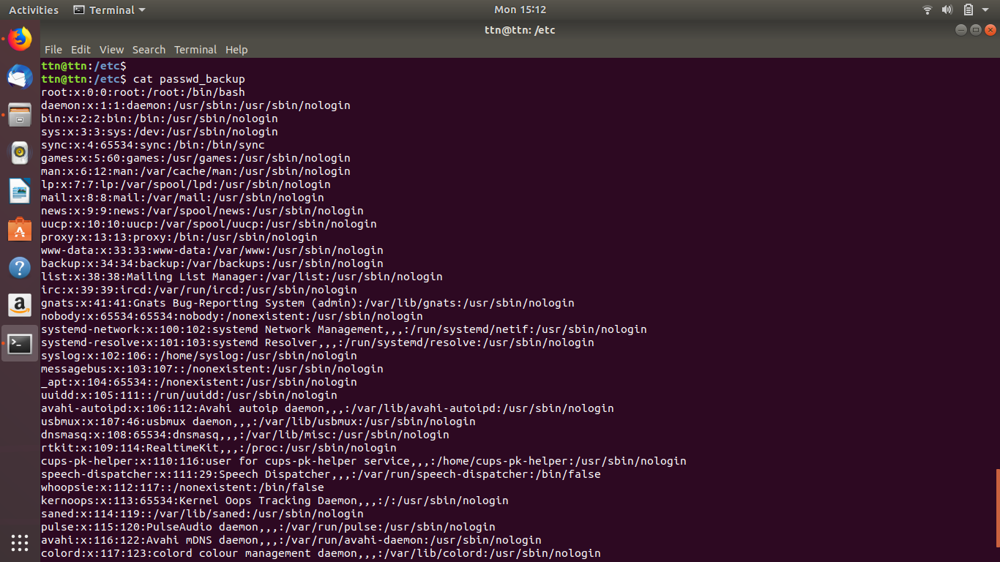 Activities Terminal Mon 15:12
ttn@ttn: /etc
File Edit View Search Terminal Help
ttn@ttn:/etc$
ttn@ttn:/etc$ cat passwd_backup
root:x:0:0:root:/root:/bin/bash
daemon:x:1:1:daemon:/usr/sbin:/usr/sbin/nologin
bin:x:2:2:bin:/bin:/usr/sbin/nologin
sys:x:3:3:sys:/dev:/usr/sbin/nologin
sync:x:4:65534:sync:/bin:/bin/sync
games:x:5:60:games:/usr/games:/usr/sbin/nologin
man:x:6:12:man:/var/cache/man:/usr/sbin/nologin
lp:x:7:7:lp:/var/spool/lpd:/usr/sbin/nologin
mail:x:8:8:mail:/var/mail:/usr/sbin/nologin
news:x:9:9:news:/var/spool/news:/usr/sbin/nologin
uucp:x:10:10:uucp:/var/spool/uucp:/usr/sbin/nologin
proxy:x:13:13:proxy:/bin:/usr/sbin/nologin
www-data:x:33:33:www-data:/var/www:/usr/sbin/nologin
backup:x:34:34:backup:/var/backups:/usr/sbin/nologin
list:x:38:38:Mailing List Manager:/var/list:/usr/sbin/nologin
irc:x:39:39:ircd:/var/run/ircd:/usr/sbin/nologin
gnats:x:41:41:Gnats Bug-Reporting System (admin):/var/lib/gnats:/usr/sbin/nologin
nobody:x:65534:65534:nobody:/nonexistent:/usr/sbin/nologin
systemd-network:x:100:102:systemd Network Management,,,:/run/systemd/netif:/usr/sbin/nologin
systemd-resolve:x:101:103:systemd Resolver,,,:/run/systemd/resolve:/usr/sbin/nologin
syslog:x:102:106::/home/syslog:/usr/sbin/nologin
messagebus:x:103:107::/nonexistent:/usr/sbin/nologin
_apt:x:104:65534::/nonexistent:/usr/sbin/nologin
uuidd:x:105:111::/run/uuidd:/usr/sbin/nologin
avahi-autoipd:x:106:112:Avahi autoip daemon,,,:/var/lib/avahi-autoipd:/usr/sbin/nologin
usbmux:x:107:46:usbmux daemon,,,:/var/lib/usbmux:/usr/sbin/nologin
dnsmasq:x:108:65534:dnsmasq,,,:/var/lib/misc:/usr/sbin/nologin
rtkit:x:109:114:RealtimeKit,,,:/proc:/usr/sbin/nologin
cups-pk-helper:x:110:116:user for cups-pk-helper service,,,:/home/cups-pk-helper:/usr/sbin/nologin
speech-dispatcher:x:111:29:Speech Dispatcher,,,:/var/run/speech-dispatcher:/bin/false
whoopsie:x:112:117::/nonexistent:/bin/false
kernoops:x:113:65534:Kernel Oops Tracking Daemon,,,:/:/usr/sbin/nologin
saned:x:114:119::/var/lib/saned:/usr/sbin/nologin
pulse:x:115:120:PulseAudio daemon,,,:/var/run/pulse:/usr/sbin/nologin
avahi:x:116:122:Avahi mDNS daemon,,,:/var/run/avahi-daemon:/usr/sbin/nologin
colord:x:117:123:colord colour management daemon,,,:/var/lib/colord:/usr/sbin/nologin